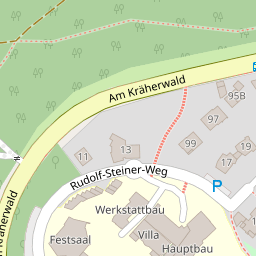 Am Kräherwald
95B
97
99
13
11
17
19
Rudolf-Steiner-Weg
P
Werkstattbau
Festsaal
Villa
Hauptbau
Kräherwald